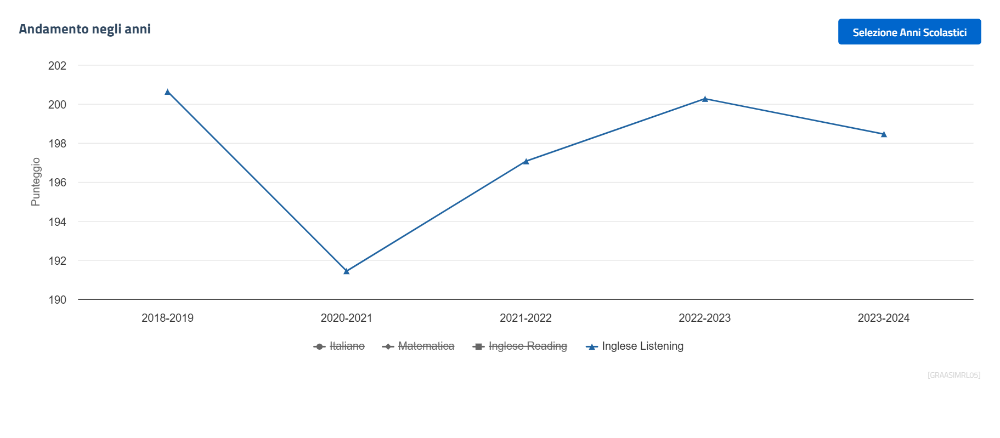 Andamento negli anni
Selezione Anni Scolastici
202
200
198
196
194
192
190
Punteggio
2018-2019 2020-2021 2021-2022 2022-2023 2023-2024
Italiano Matematica Inglese Reading Inglese Listening
[GRAASIMRL05]